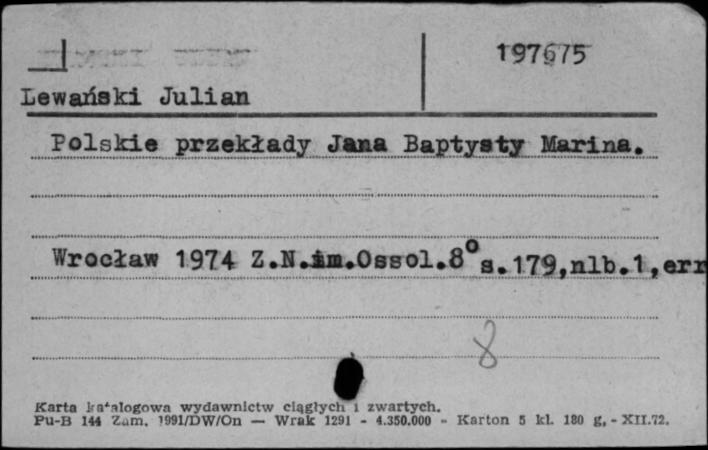 197675
Lewański Julian
Polskie przekłady Jana Baptysty Marina.
Wrocław 1974 Z.N.im.Ossol.8° s.179,nlb.1,err
8
Karta katalogowa wydawnictw ciągłych i zwartych.
Pu-B 144 Zam. 1991/DW/On — Wrak 1291 - 4.350.000 - Karton 5 kl. 180 g, - XII.72.